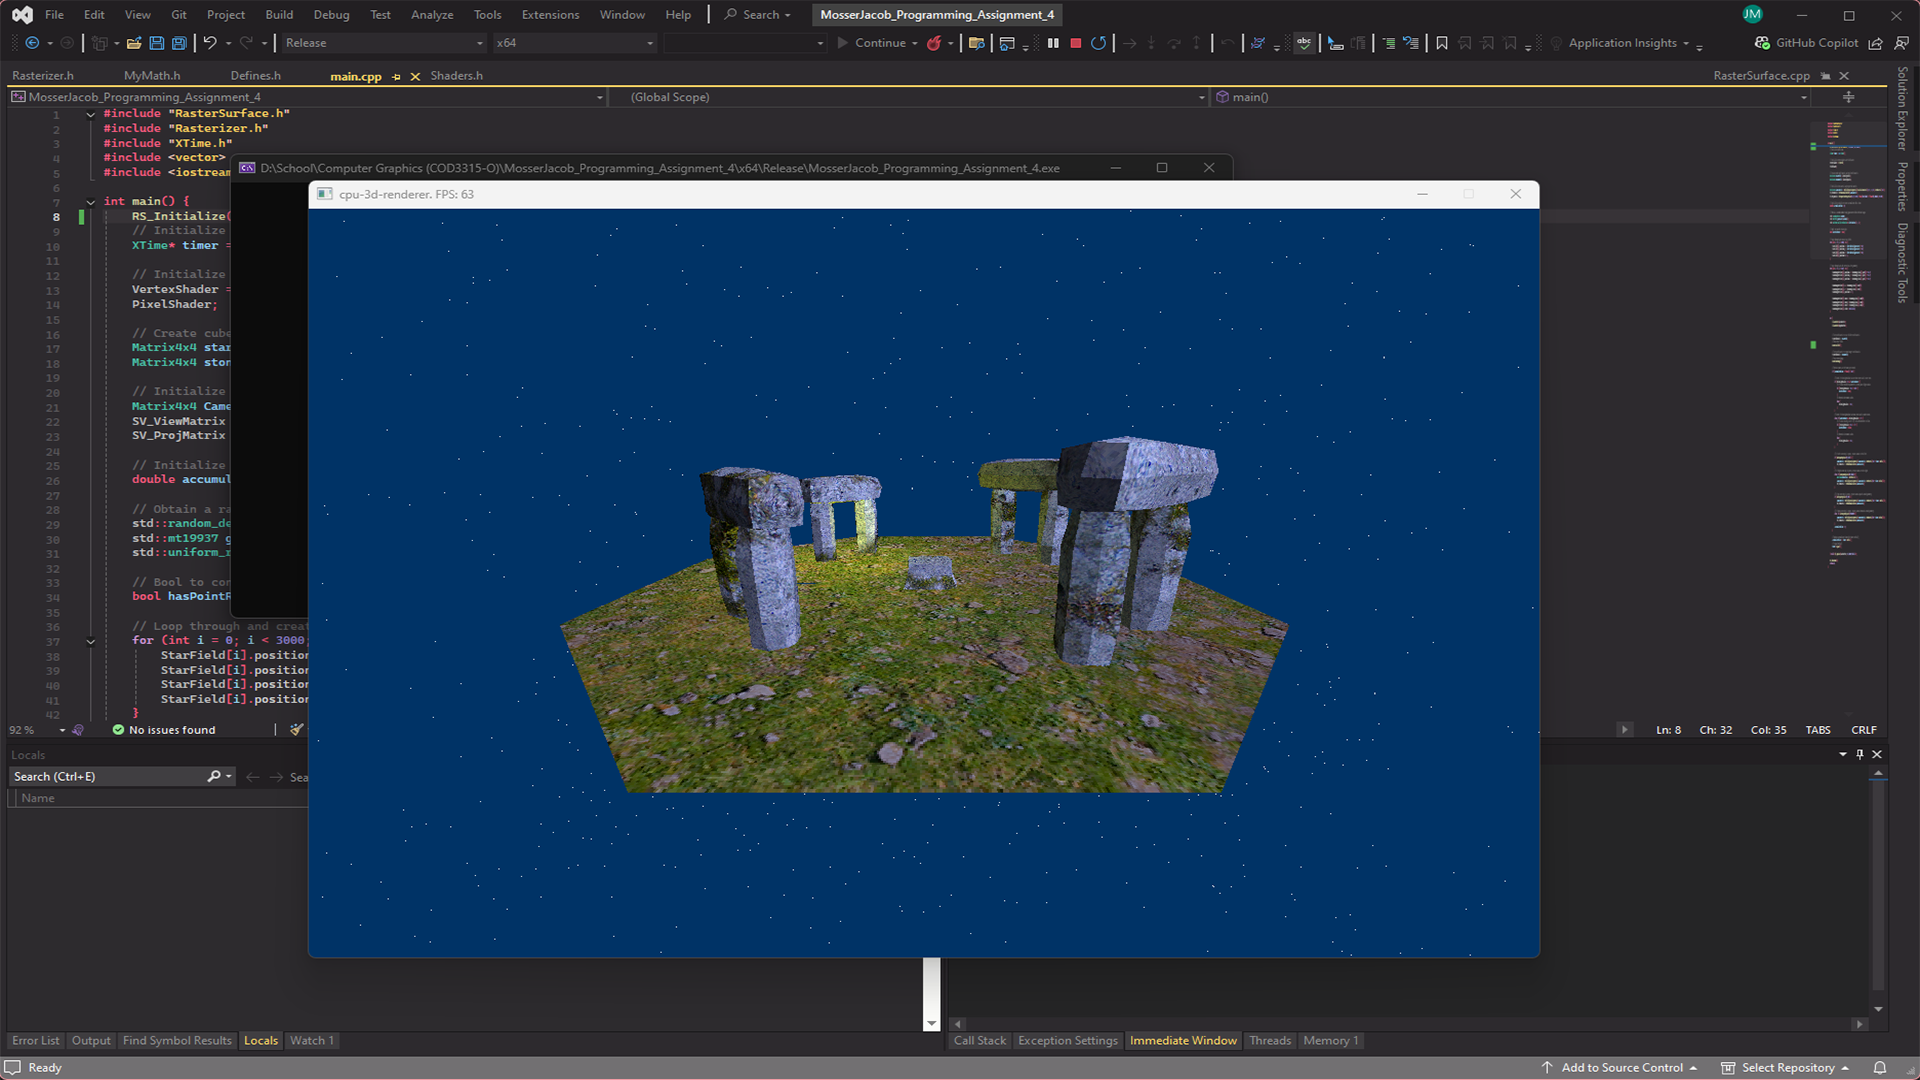 File Edit View Git Project Build Debug Test Analyze Tools Extensions Window Help Search MosserJacob_Programming_Assignment_4 JM
Release x64 Continue abc Application Insights GitHub Copilot
Rasterizer.h MyMath.h Defines.h main.cpp Shaders.h RasterSurface.cpp
MosserJacob_Programming_Assignment_4 (Global Scope) main()
1 #include "RasterSurface.h"
2 #include "Rasterizer.h"
3 #include "XTime.h"
4 #include <vector>
5 #include <iostream
6
7 int main() {
8 RS_Initialize(
9 // Initialize
10 XTime* timer =
11
12 // Initialize
13 VertexShader =
14 PixelShader;
15
16 // Create cube
17 Matrix4x4 star
18 Matrix4x4 ston
19
20 // Initialize
21 Matrix4x4 Came
22 SV_ViewMatrix
23 SV_ProjMatrix
24
25 // Initialize
26 double accumul
27
28 // Obtain a ra
29 std::random_de
30 std::mt19937 g
31 std::uniform_r
32
33 // Bool to con
34 bool hasPointR
35
36 // Loop through and creat
37 for (int i = 0; i < 3000;
38 StarField[i].position
39 StarField[i].position
40 StarField[i].position
41 StarField[i].position
42 }
D:\School\Computer Graphics (COD3315-O)\MosserJacob_Programming_Assignment_4\x64\Release\MosserJacob_Programming_Assignment_4.exe
cpu-3d-renderer. FPS: 63
Solution Explorer
Properties
Diagnostic Tools
92 % No issues found Ln: 8 Ch: 32 Col: 35 TABS CRLF
Locals
Search (Ctrl+E) Sea
Name
Error List Output Find Symbol Results Locals Watch 1 Call Stack Exception Settings Immediate Window Threads Memory 1
Ready Add to Source Control Select Repository